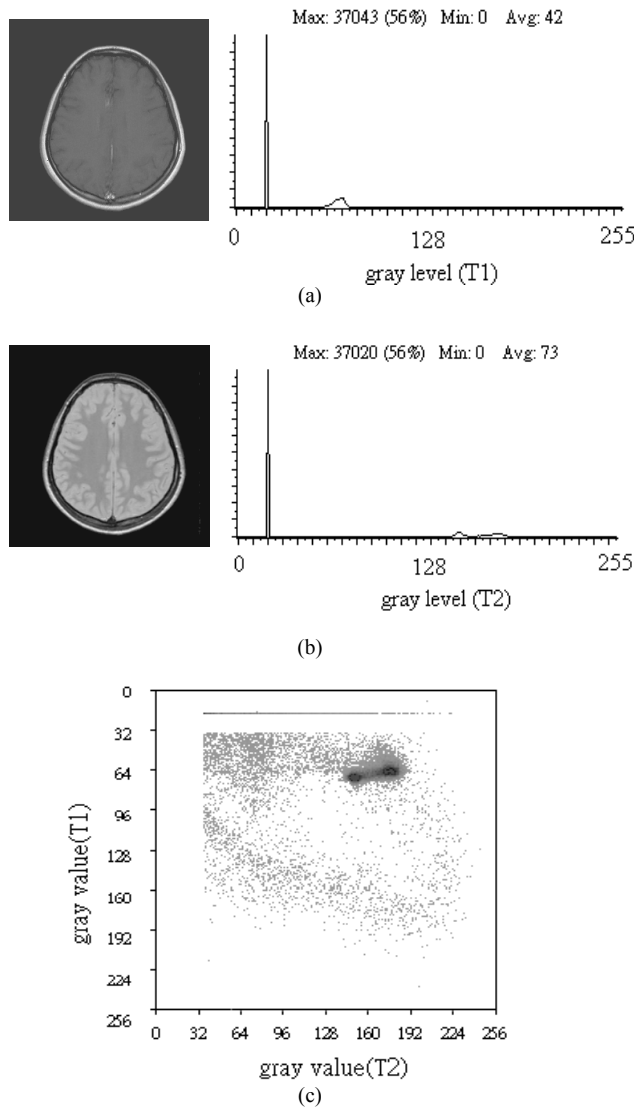 Max: 37043 (56%) Min: 0 Avg: 42
0 128 255
gray level (T1)
(a)
Max: 37020 (56%) Min: 0 Avg: 73
0 128 255
gray level (T2)
(b)
0
32
64
96
128
160
192
224
256
gray value(T1)
0 32 64 96 128 160 192 224 256
gray value(T2)
(c)